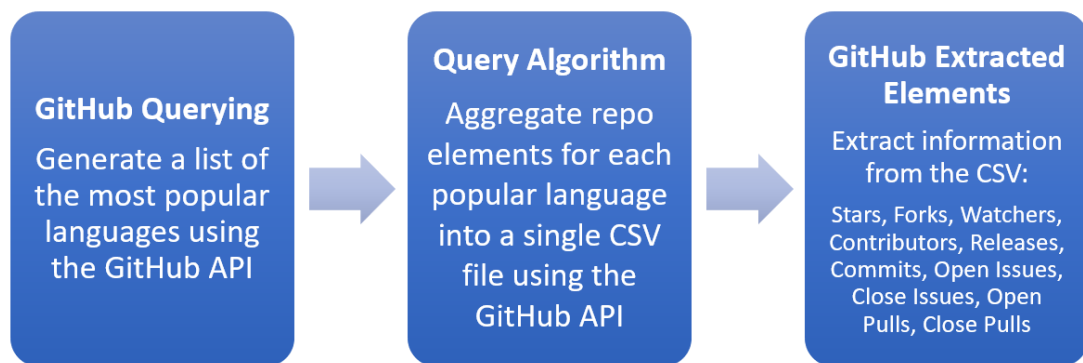 GitHub Querying
Generate a list of
the most popular
languages using
the GitHub API
Query Algorithm
Aggregate repo
elements for each
popular language
into a single CSV
file using the
GitHub API
GitHub Extracted
Elements
Extract information
from the CSV:
Stars, Forks, Watchers,
Contributors, Releases,
Commits, Open Issues,
Close Issues, Open
Pulls, Close Pulls